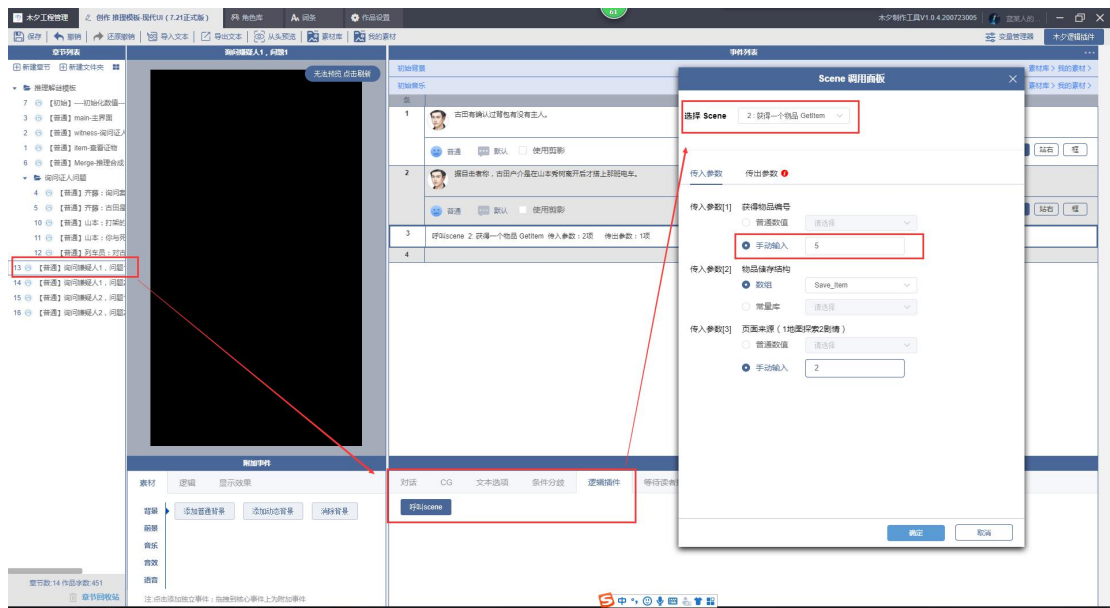 61
木夕工程管理 创作 推理模板-现代UI（7.21正式版） 角色库 词条 作品设置 木夕制作工具V1.0.4.200723005
保存 撤销 还原撤销 导入文本 导出文本 从头预览 素材库 我的素材 变量管理器 木夕逻辑插件
章节列表 询问嫌疑人1，问题1 事件列表
新建章节 新建文件夹
无法预览 点击刷新
初始背景 素材库 > 我的素材 >
初始音乐 素材库 > 我的素材 >
推理解谜模板
7 【初始】----初始化数值--
3 【普通】main-主界面
2 【普通】witness-询问证人
1 【普通】item-查看证物
6 【普通】Merge-推理合成
询问证人问题
4 【普通】齐藤：询问案
5 【普通】齐藤：吉田是
10 【普通】山本：打架的
11 【普通】山本：你与死
12 【普通】列车员：对吉
13 【普通】询问嫌疑人1，问题
14 【普通】询问嫌疑人1，问题
15 【普通】询问嫌疑人2，问题
16 【普通】询问嫌疑人2，问题
1 吉田有确认过背包有没有主人。
普通 默认 使用剪影 站右 框
2 据目击者称，吉田户介是在山本秀树离开后才搭上那班电车。
普通 默认 使用剪影 站右 框
3 呼叫scene 2: 获得一个物品 GetItem 传入参数：2项 传出参数：1项
4
Scene 调用面板
选择 Scene 2: 获得一个物品 GetItem
传入参数 传出参数
传入参数[1] 获得物品编号
普通数值 请选择
手动输入 5
传入参数[2] 物品储存结构
数组 Save_Item
常量库 请选择
传入参数[3] 页面来源（1地图探索2剧情）
普通数值 请选择
手动输入 2
确定 取消
附加事件
素材 逻辑 显示效果
背景 添加普通背景 添加动态背景 消除背景
前景
音乐
音效
语音
注:点击添加独立事件；拖拽到核心事件上为附加事件
对话 CG 文本选项 条件分歧 逻辑插件 等待读者
呼叫scene
章节数:14 作品字数:451
章节回收站
中